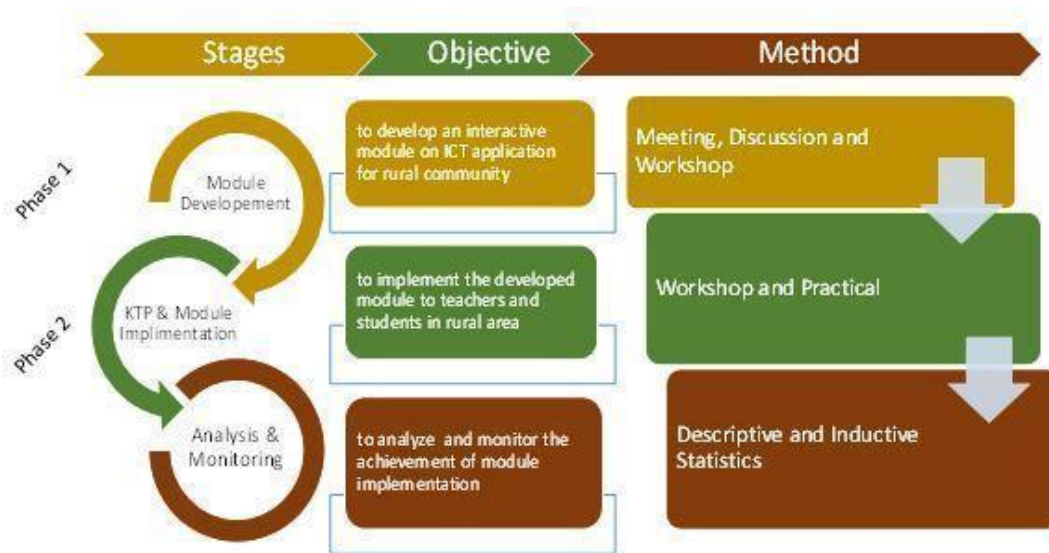 Stages
Objective
Method
Phase 1
Module
Developement
to develop an interactive
module on ICT application
for rural community
Meeting, Discussion and
Workshop
Phase 2
KTP & Module
Implimentation
to implement the developed
module to teachers and
students in rural area
Workshop and Practical
Analysis &
Monitoring
to analyze and monitor the
achievement of module
implementation
Descriptive and Inductive
Statistics